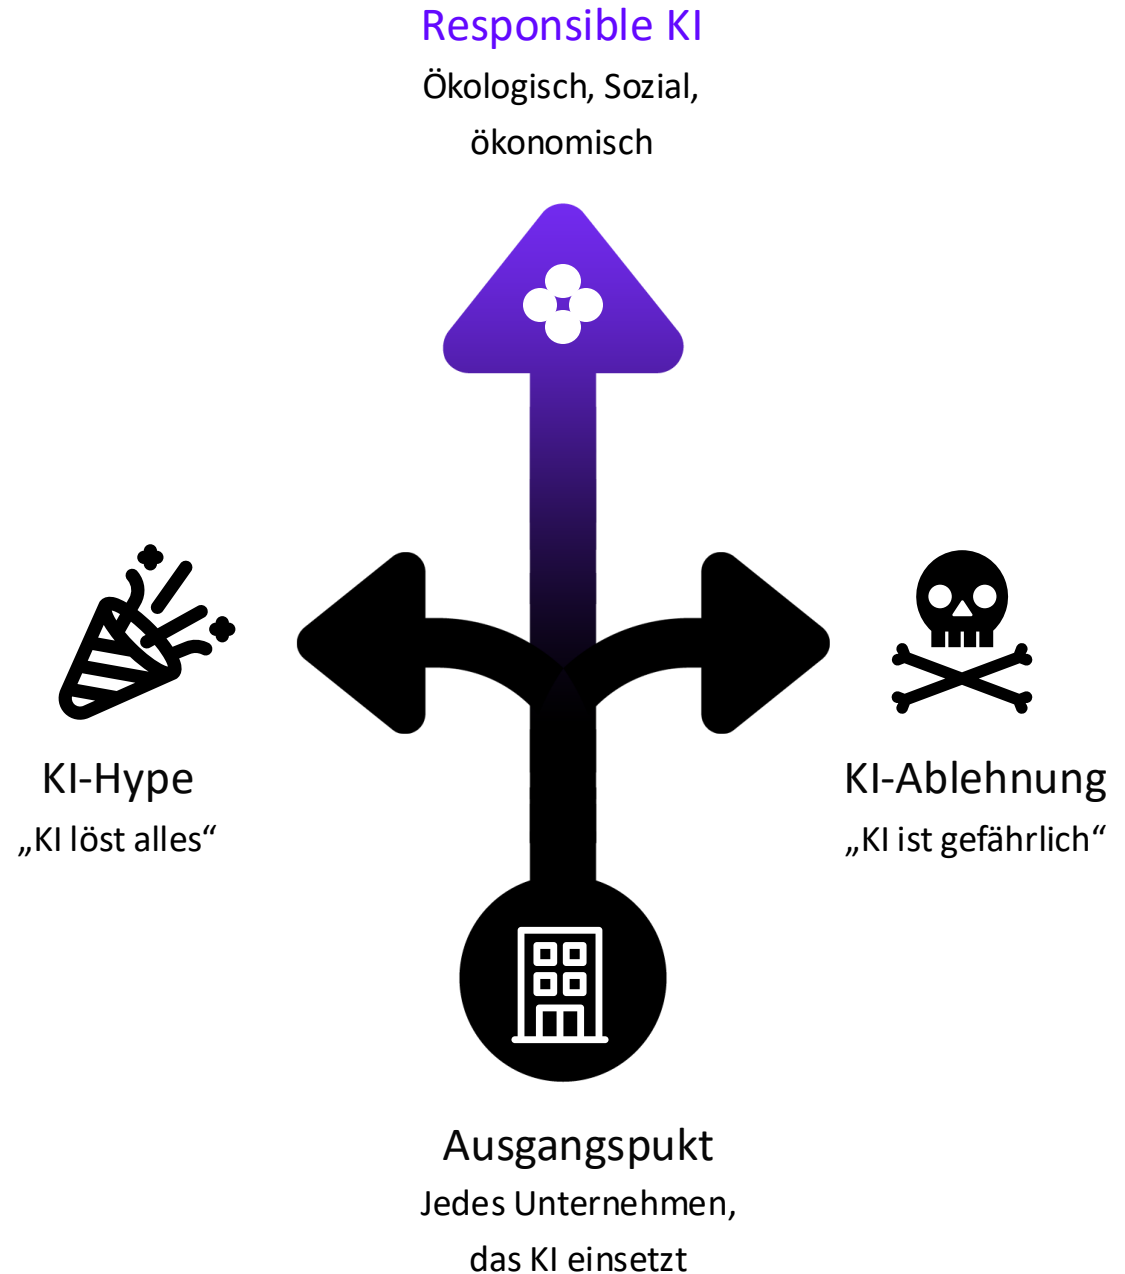 Responsible KI
Ökologisch, Sozial,
ökonomisch
KI-Hype
„KI löst alles“
KI-Ablehnung
„KI ist gefährlich“
Ausgangspukt
Jedes Unternehmen,
das KI einsetzt